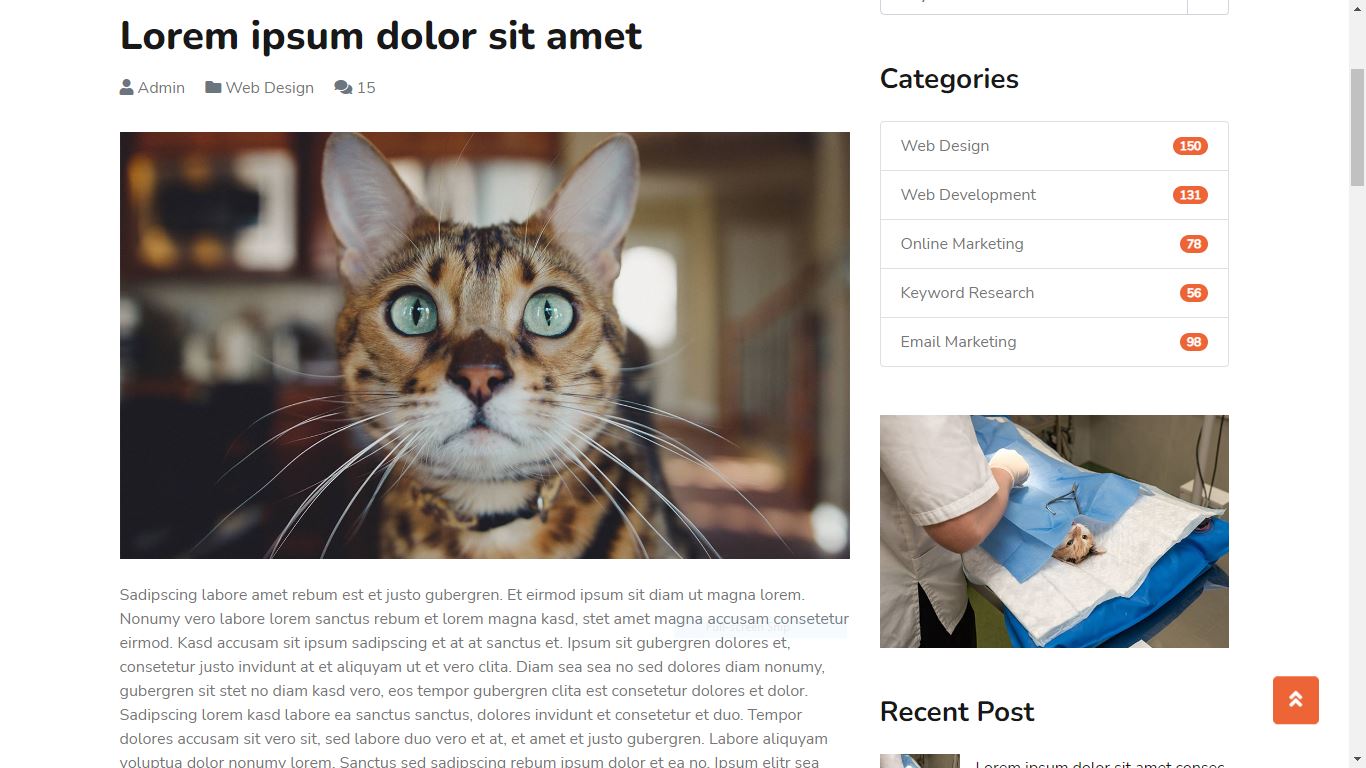 Lorem ipsum dolor sit amet
Admin Web Design 15
Sadipscing labore amet rebum est et justo gubergren. Et eirmod ipsum sit diam ut magna lorem.
Nonumy vero labore lorem sanctus rebum et lorem magna kasd, stet amet magna accusam consetetur
eirmod. Kasd accusam sit ipsum sadipscing et at at sanctus et. Ipsum sit gubergren dolores et,
consetetur justo invidunt at et aliquyam ut et vero clita. Diam sea sea no sed dolores diam nonumy,
gubergren sit stet no diam kasd vero, eos tempor gubergren clita est consetetur dolores et dolor.
Sadipscing lorem kasd labore ea sanctus sanctus, dolores invidunt et consetetur et duo. Tempor
dolores accusam sit vero sit, sed labore duo vero et at, et amet et justo gubergren. Labore aliquyam
voluptua dolor nonumy lorem. Sanctus sed sadipscing rebum ipsum dolor et ea no. Ipsum elitr sea
Full-screen Snip
Categories
Web Design 150
Web Development 131
Online Marketing 78
Keyword Research 56
Email Marketing 98
Recent Post
Lorem ipsum dolor sit amet consec